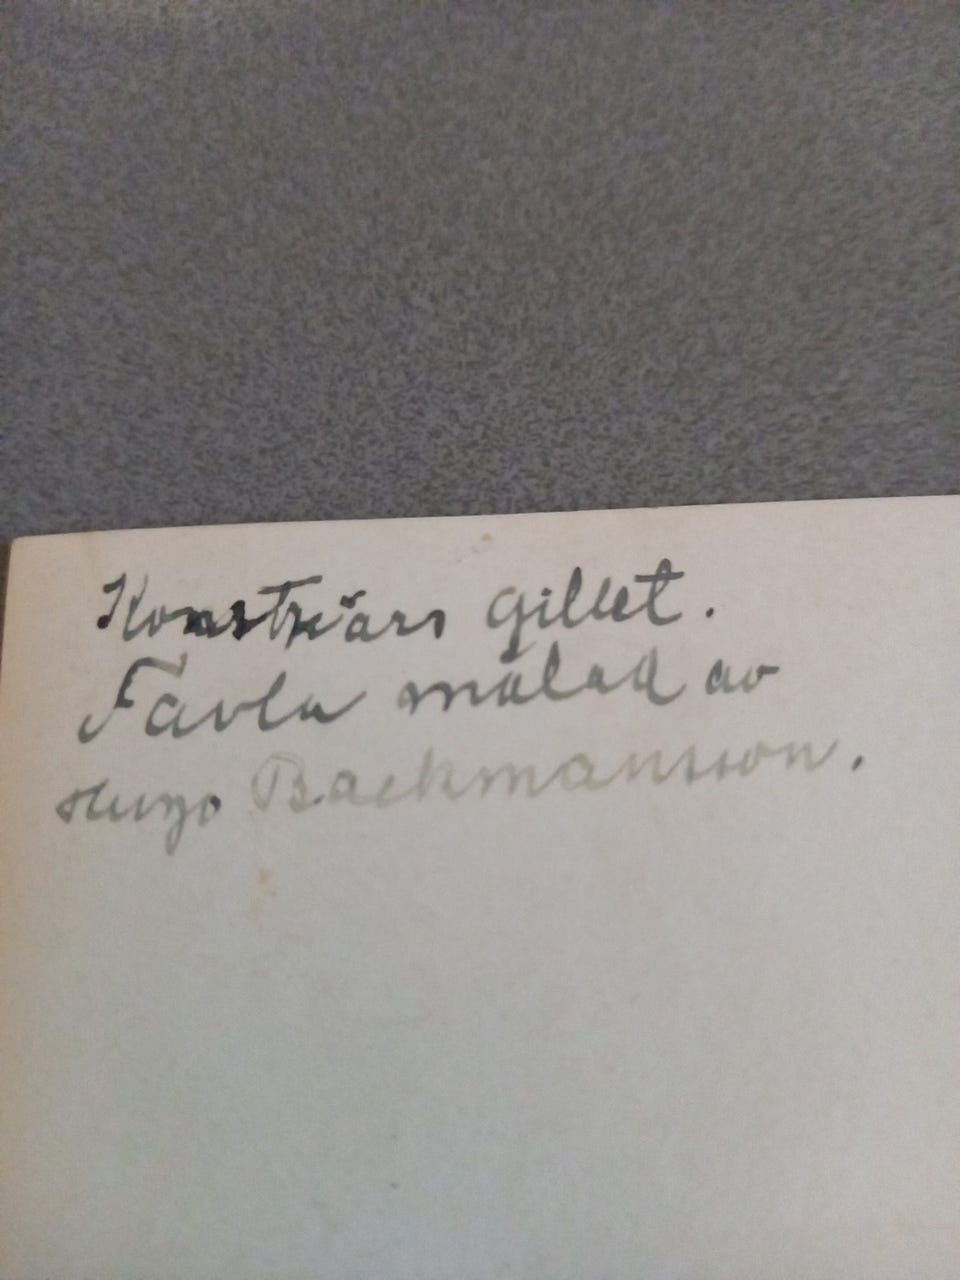 Konstnärs gillet.
Tavla målad av
Hugo Backmansson.